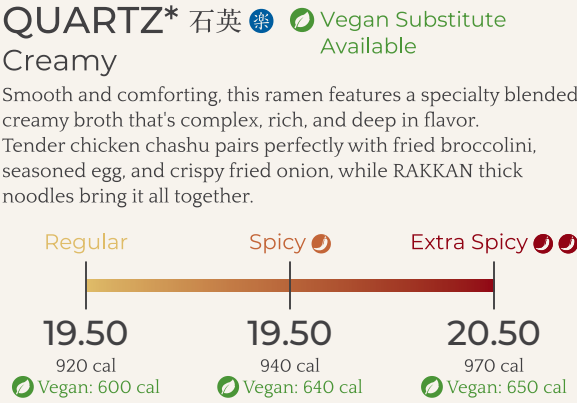 QUARTZ* 石英 楽 Vegan Substitute
Available
Creamy
Smooth and comforting, this ramen features a specialty blended
creamy broth that's complex, rich, and deep in flavor.
Tender chicken chashu pairs perfectly with fried broccolini,
seasoned egg, and crispy fried onion, while RAKKAN thick
noodles bring it all together.
Regular Spicy Extra Spicy
19.50 19.50 20.50
920 cal 940 cal 970 cal
Vegan: 600 cal Vegan: 640 cal Vegan: 650 cal